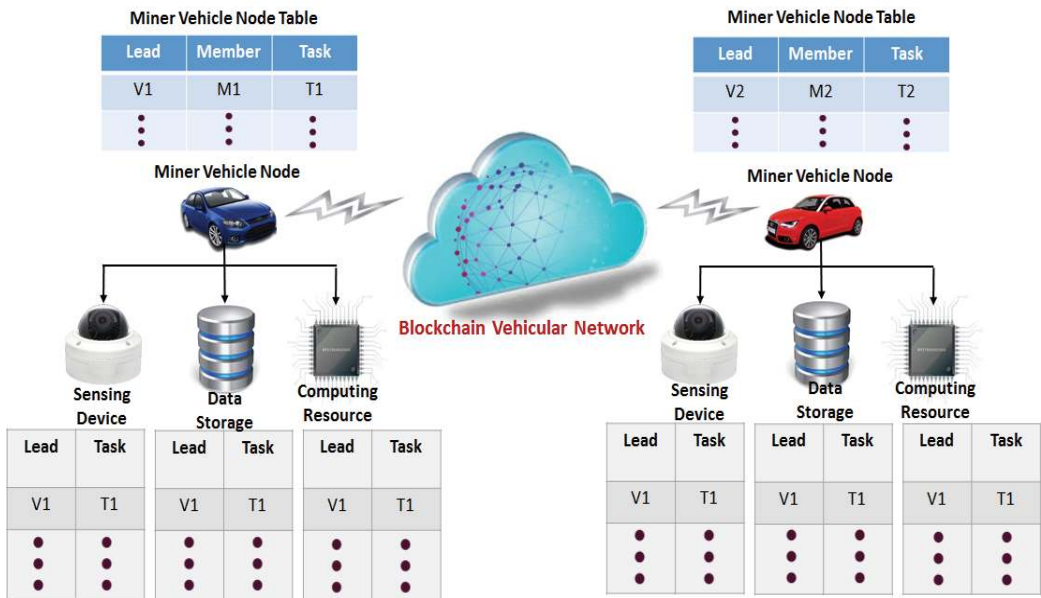 Miner Vehicle Node Table
Lead Member Task
V1 M1 T1
Miner Vehicle Node
Miner Vehicle Node Table
Lead Member Task
V2 M2 T2
Miner Vehicle Node
Blockchain Vehicular Network
Sensing
Device
Data
Storage
Computing
Resource
Lead Task
V1 T1
Lead Task
V1 T1
Lead Task
V1 T1
Sensing
Device
Data
Storage
Computing
Resource
Lead Task
V1 T1
Lead Task
V1 T1
Lead Task
V1 T1